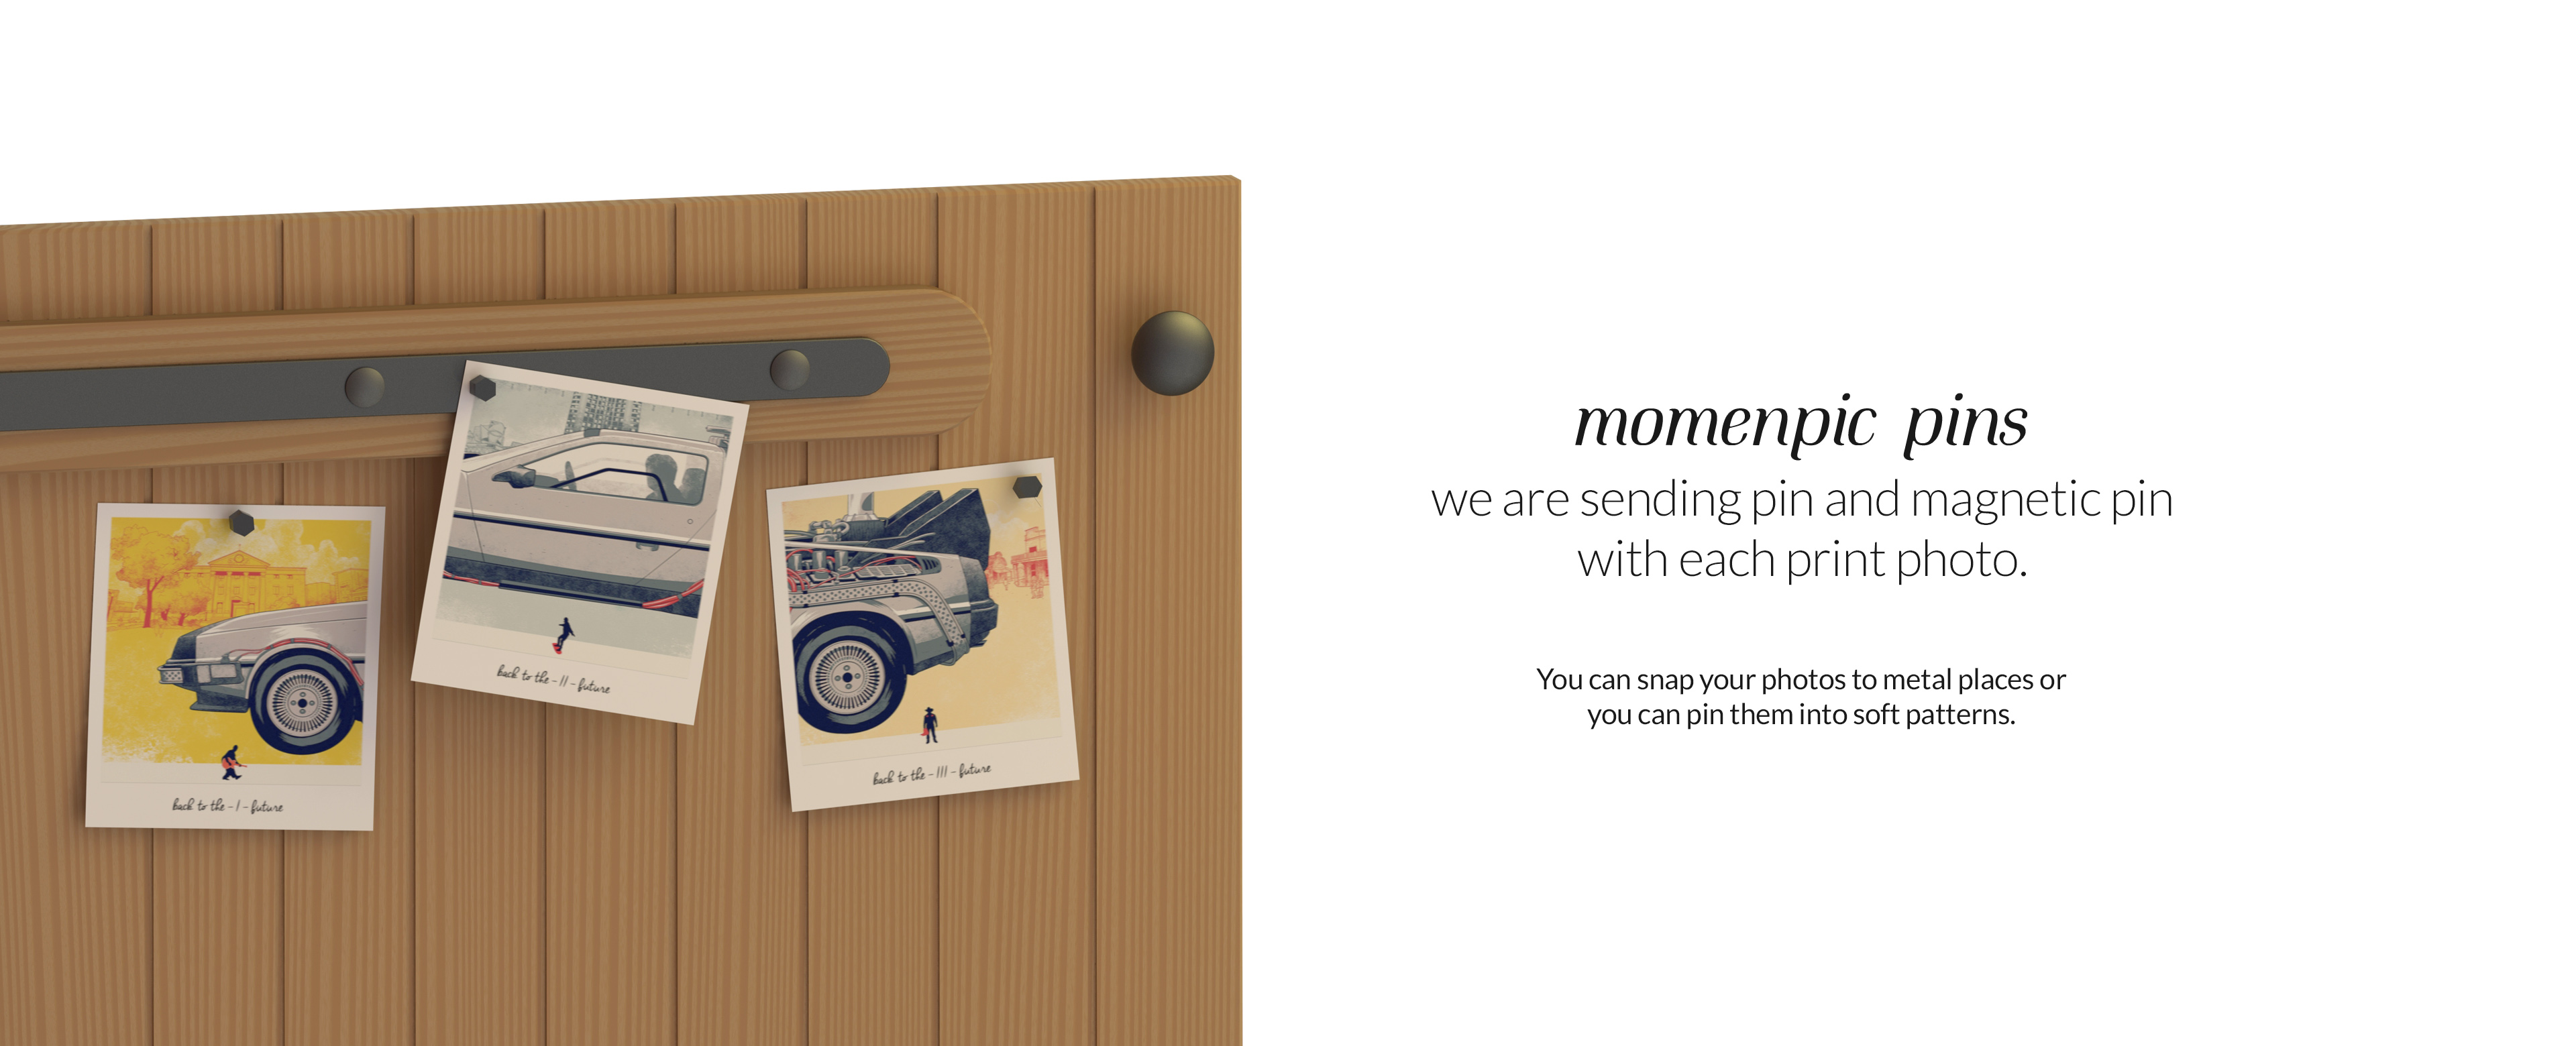 back to the - I - future
back to the - II - future
back to the - III - future
momenpic pins
we are sending pin and magnetic pin
with each print photo.
You can snap your photos to metal places or
you can pin them into soft patterns.